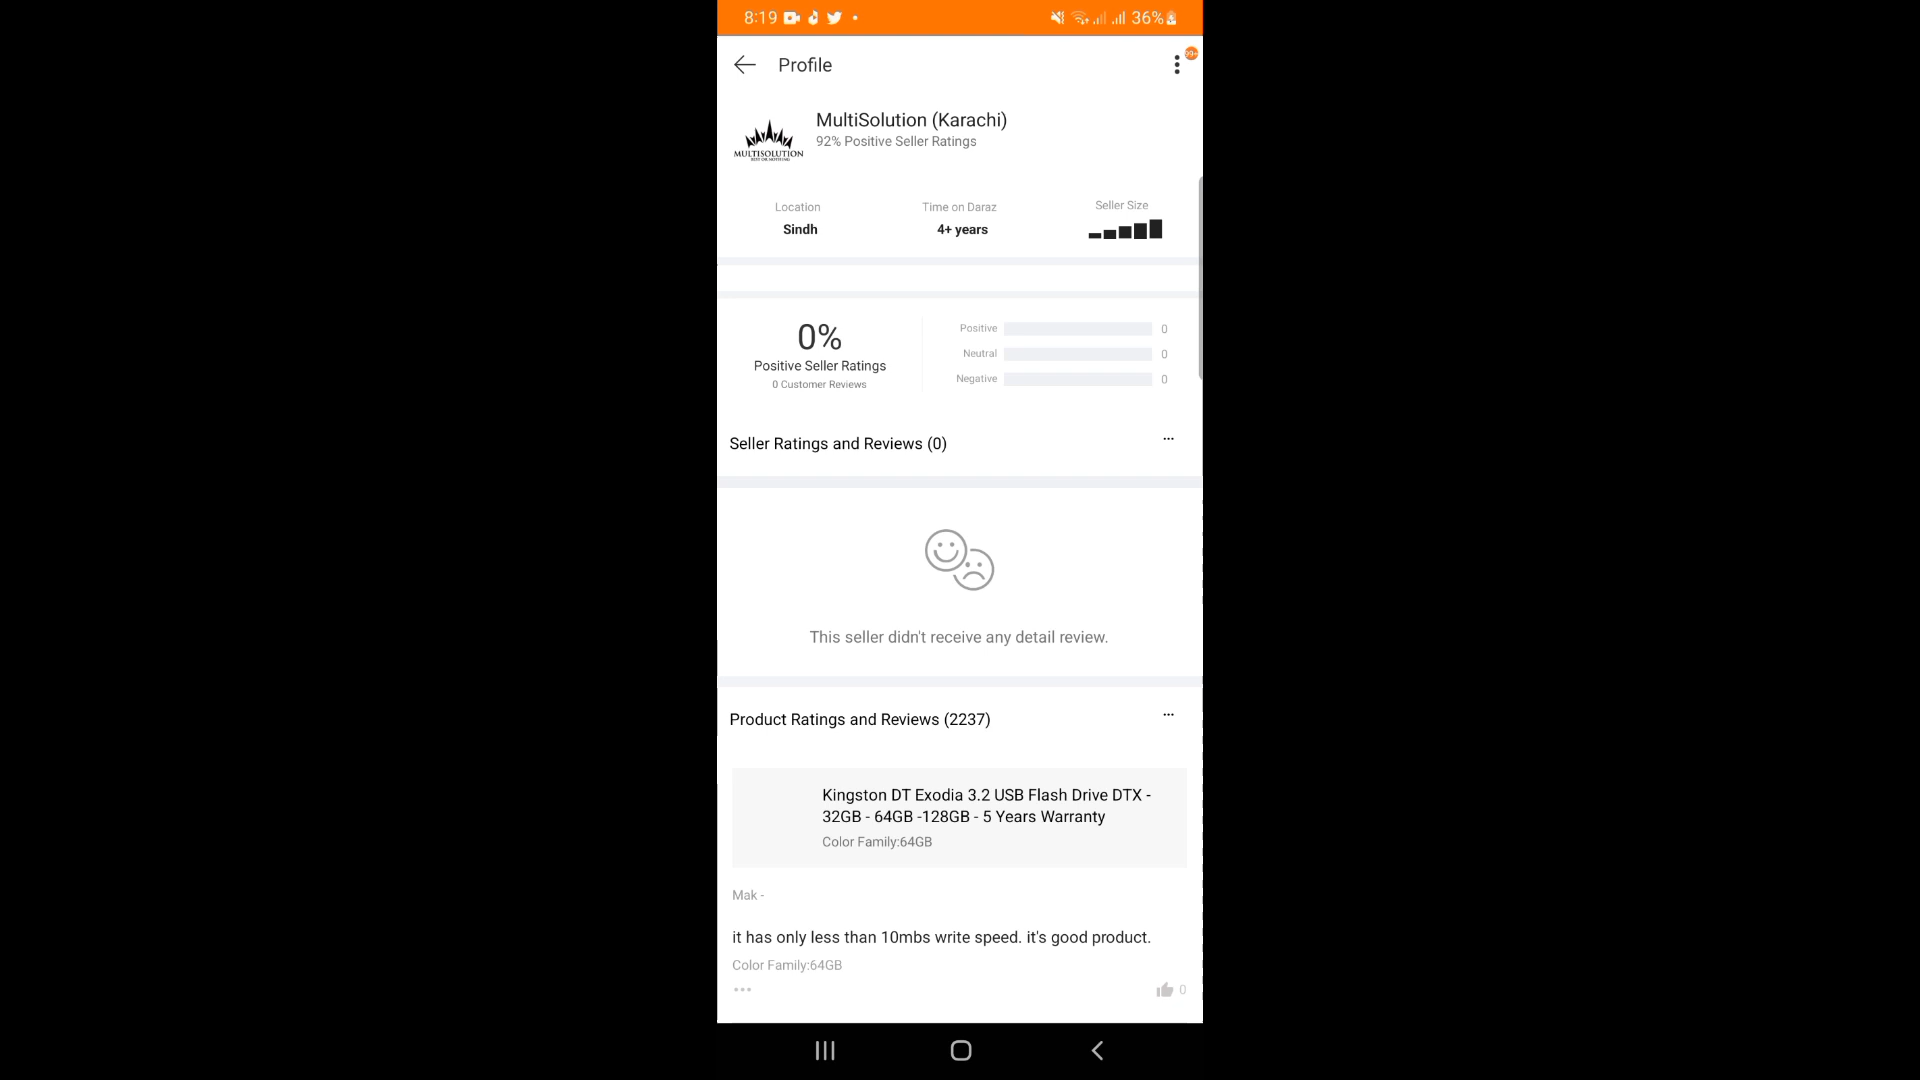 8:19
36%
Profile
99+
MultiSolution (Karachi)
92% Positive Seller Ratings
MULTISOLUTION
BEST OR NOTHING
Location
Time on Daraz
Seller Size
Sindh
4+ years
0%
Positive Seller Ratings
0 Customer Reviews
Positive 0
Neutral 0
Negative 0
Seller Ratings and Reviews (0)
This seller didn't receive any detail review.
Product Ratings and Reviews (2237)
Kingston DT Exodia 3.2 USB Flash Drive DTX -
32GB - 64GB -128GB - 5 Years Warranty
Color Family:64GB
Mak -
it has only less than 10mbs write speed. it's good product.
Color Family:64GB
0